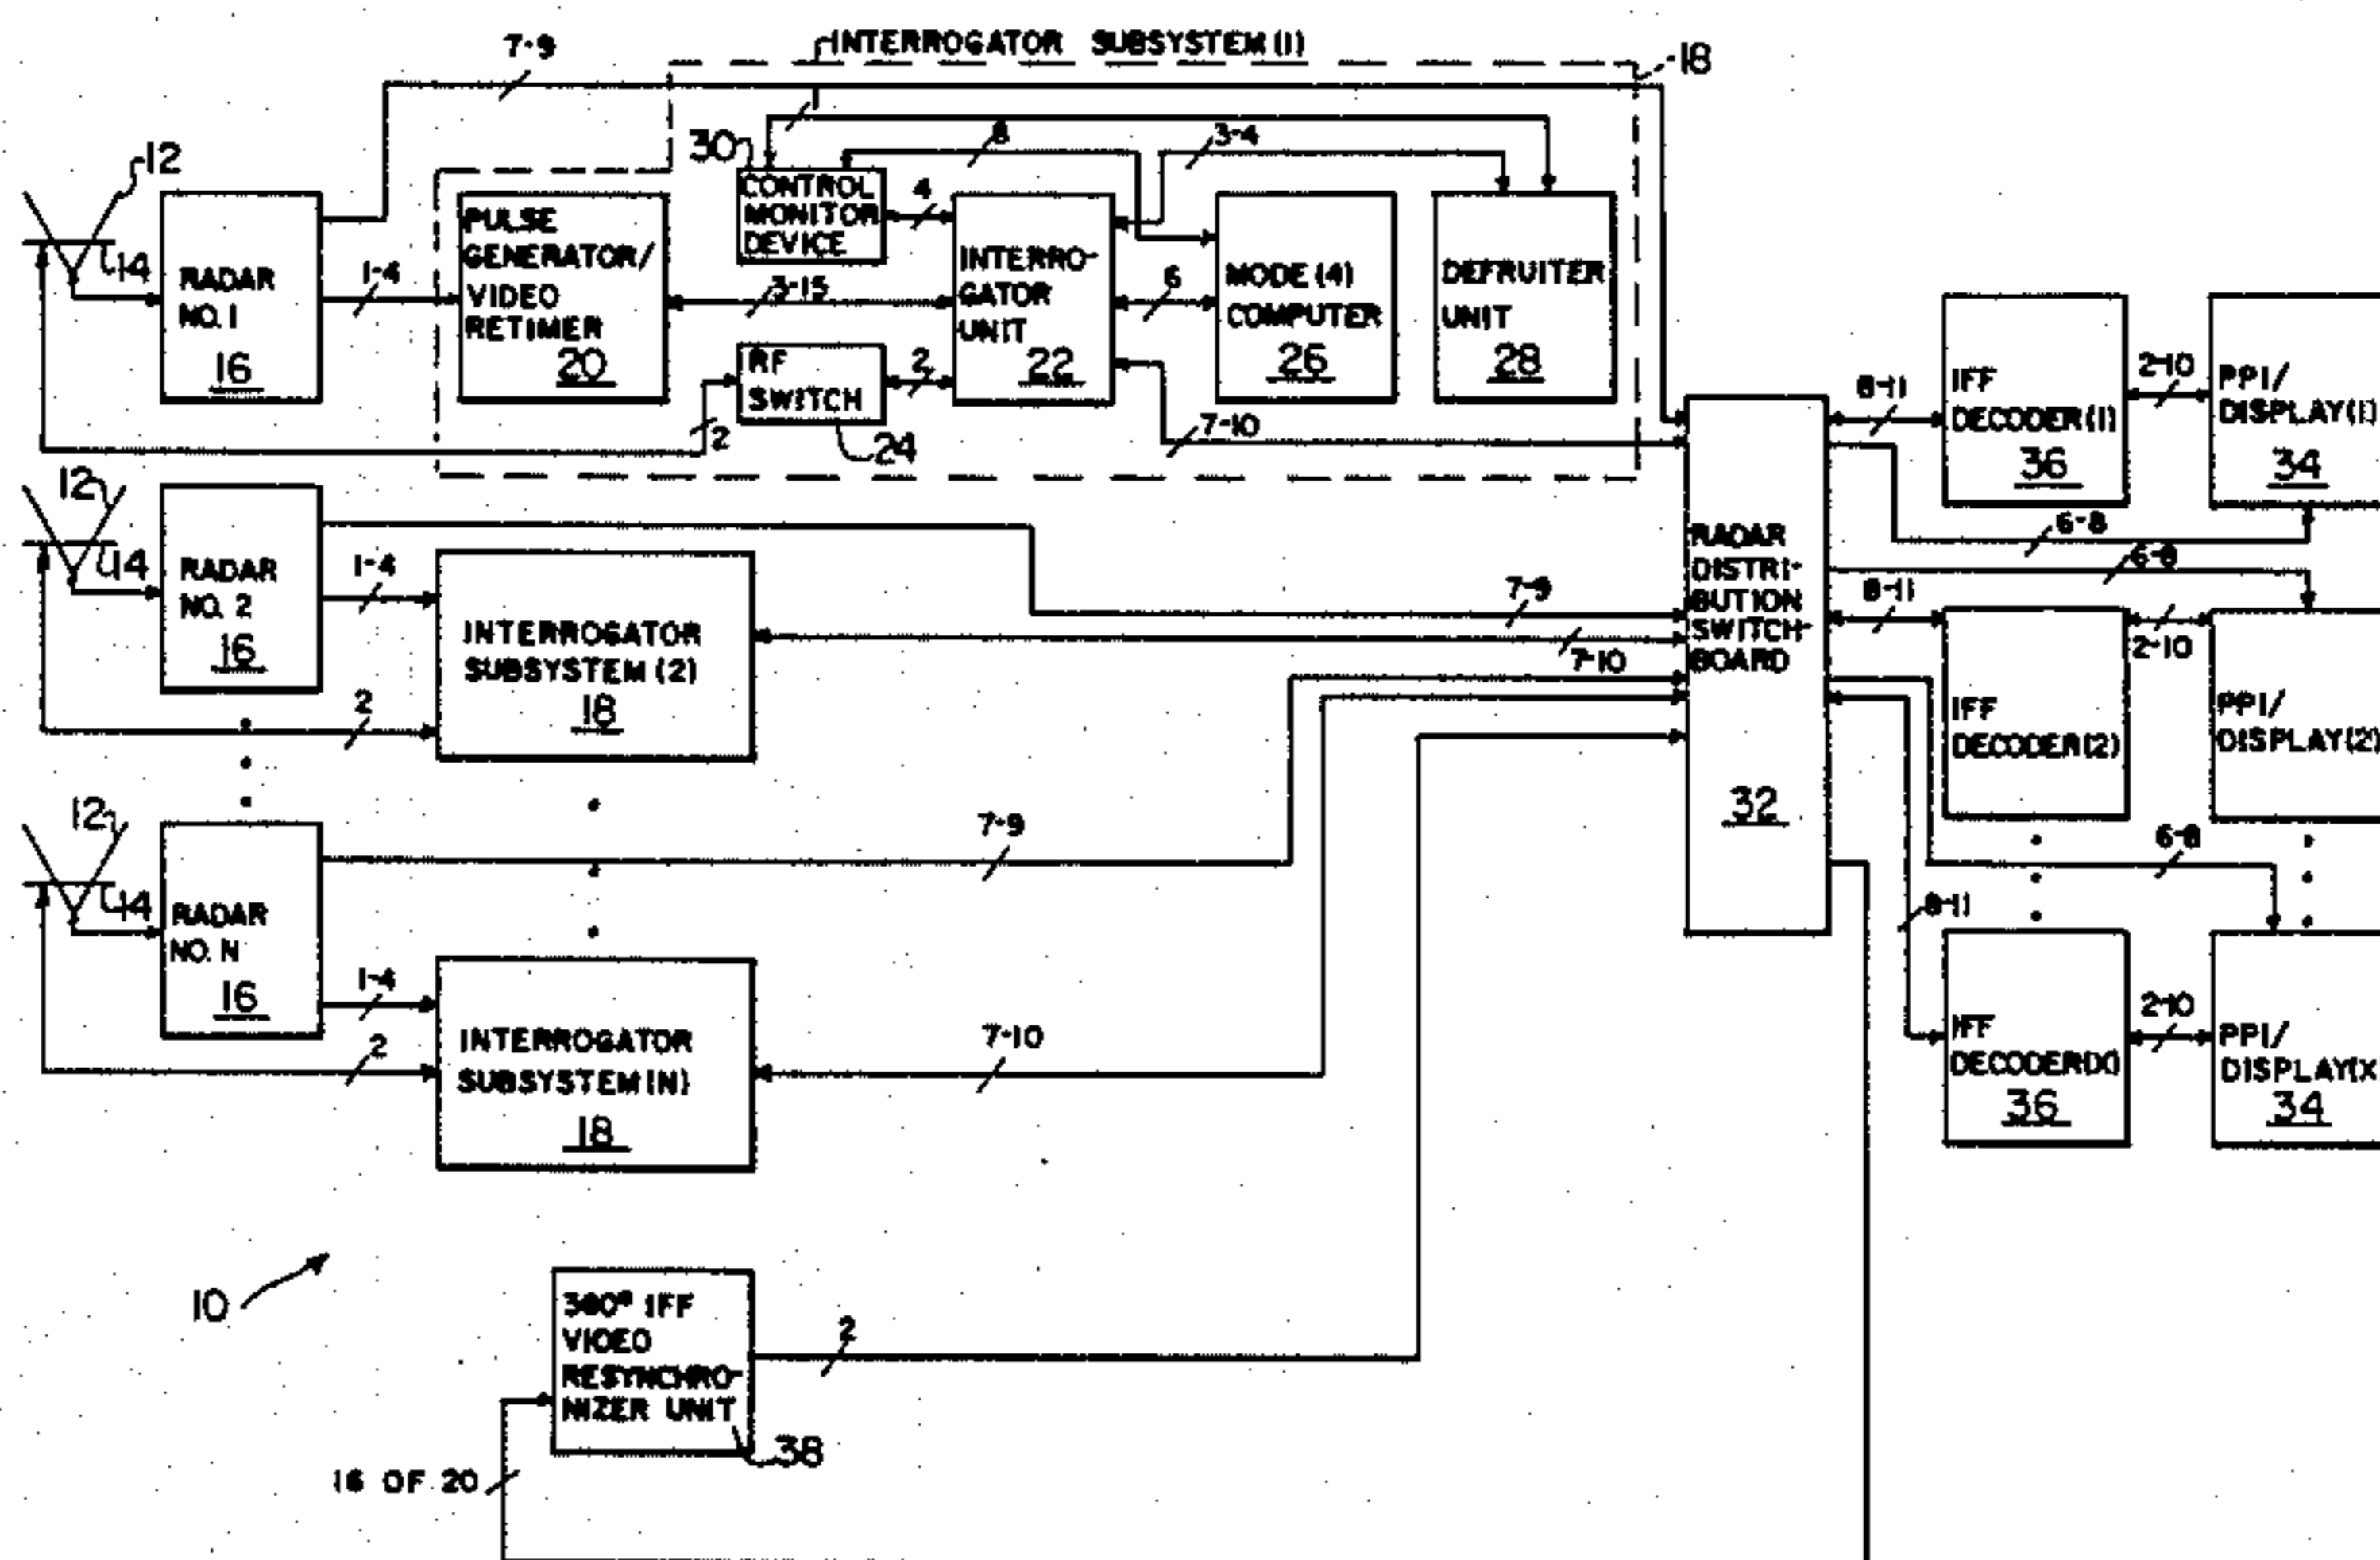 INTERROGATOR SUBSYSTEM (1)
18
7-9
1
30
8
3-4
12
14
RADAR
NO. 1
16
1-4
PULSE
GENERATOR/
VIDEO
RETIMER
20
CONTROL
MONITOR
DEVICE
4
3-15
RF
SWITCH
24
2
2
INTERRO-
GATOR
UNIT
22
6
7-10
MODE (4)
COMPUTER
26
DEFRUITER
UNIT
28
8-11
IFF
DECODER (1)
36
2-10
PPI/
DISPLAY (1)
34
6-8
12
14
RADAR
NO. 2
16
1-4
2
INTERROGATOR
SUBSYSTEM (2)
18
7-9
7-10
RADAR
DISTRI-
BUTION
SWITCH-
BOARD
32
6-8
8-11
IFF
DECODER (2)
2-10
PPI/
DISPLAY (2)
12
14
RADAR
NO. N
16
1-4
2
INTERROGATOR
SUBSYSTEM (N)
18
7-9
7-10
6-8
8-11
IFF
DECODER (X)
36
2-10
PPI/
DISPLAY (X
34
10
360° IFF
VIDEO
RESYNCHRO-
NIZER UNIT
38
2
16 OF 20